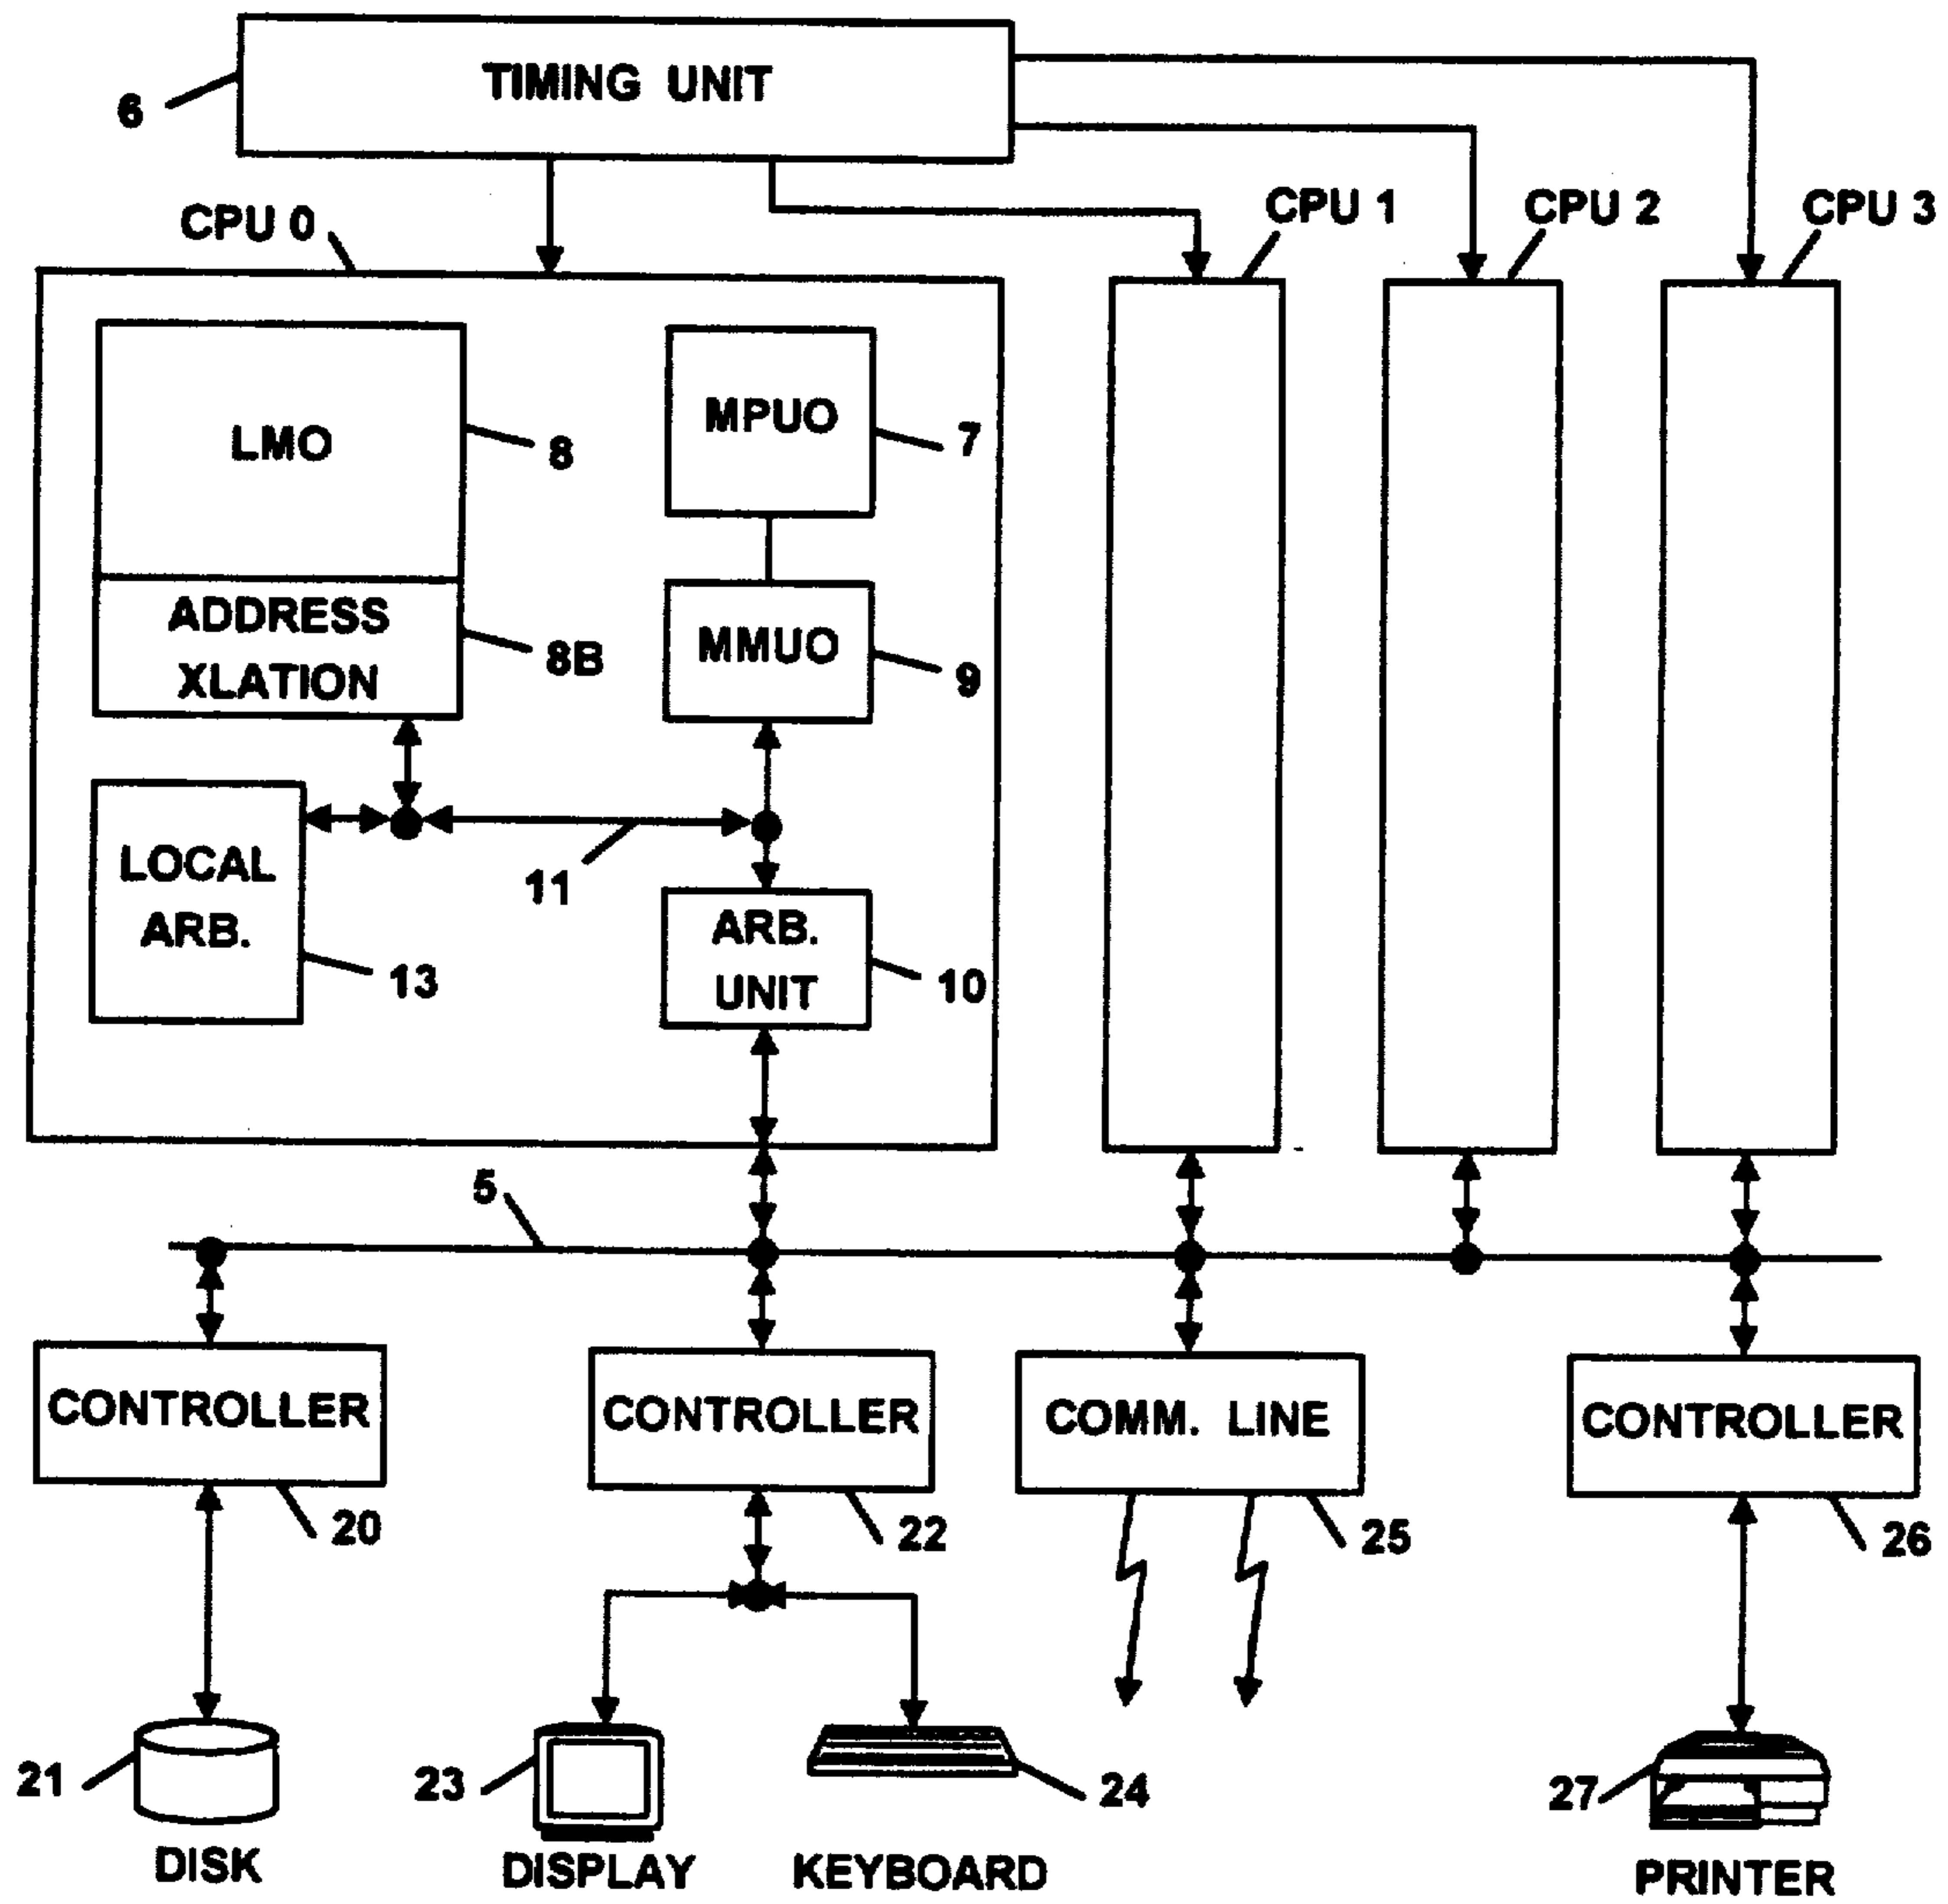 TIMING UNIT
6
CPU 0
CPU 1
CPU 2
CPU 3
LMO
8
MPUO
7
ADDRESS
XLATION
8B
MMUO
9
LOCAL
ARB.
13
11
ARB.
UNIT
10
5
CONTROLLER
20
CONTROLLER
22
COMM. LINE
25
CONTROLLER
26
21
DISK
23
DISPLAY
24
KEYBOARD
27
PRINTER